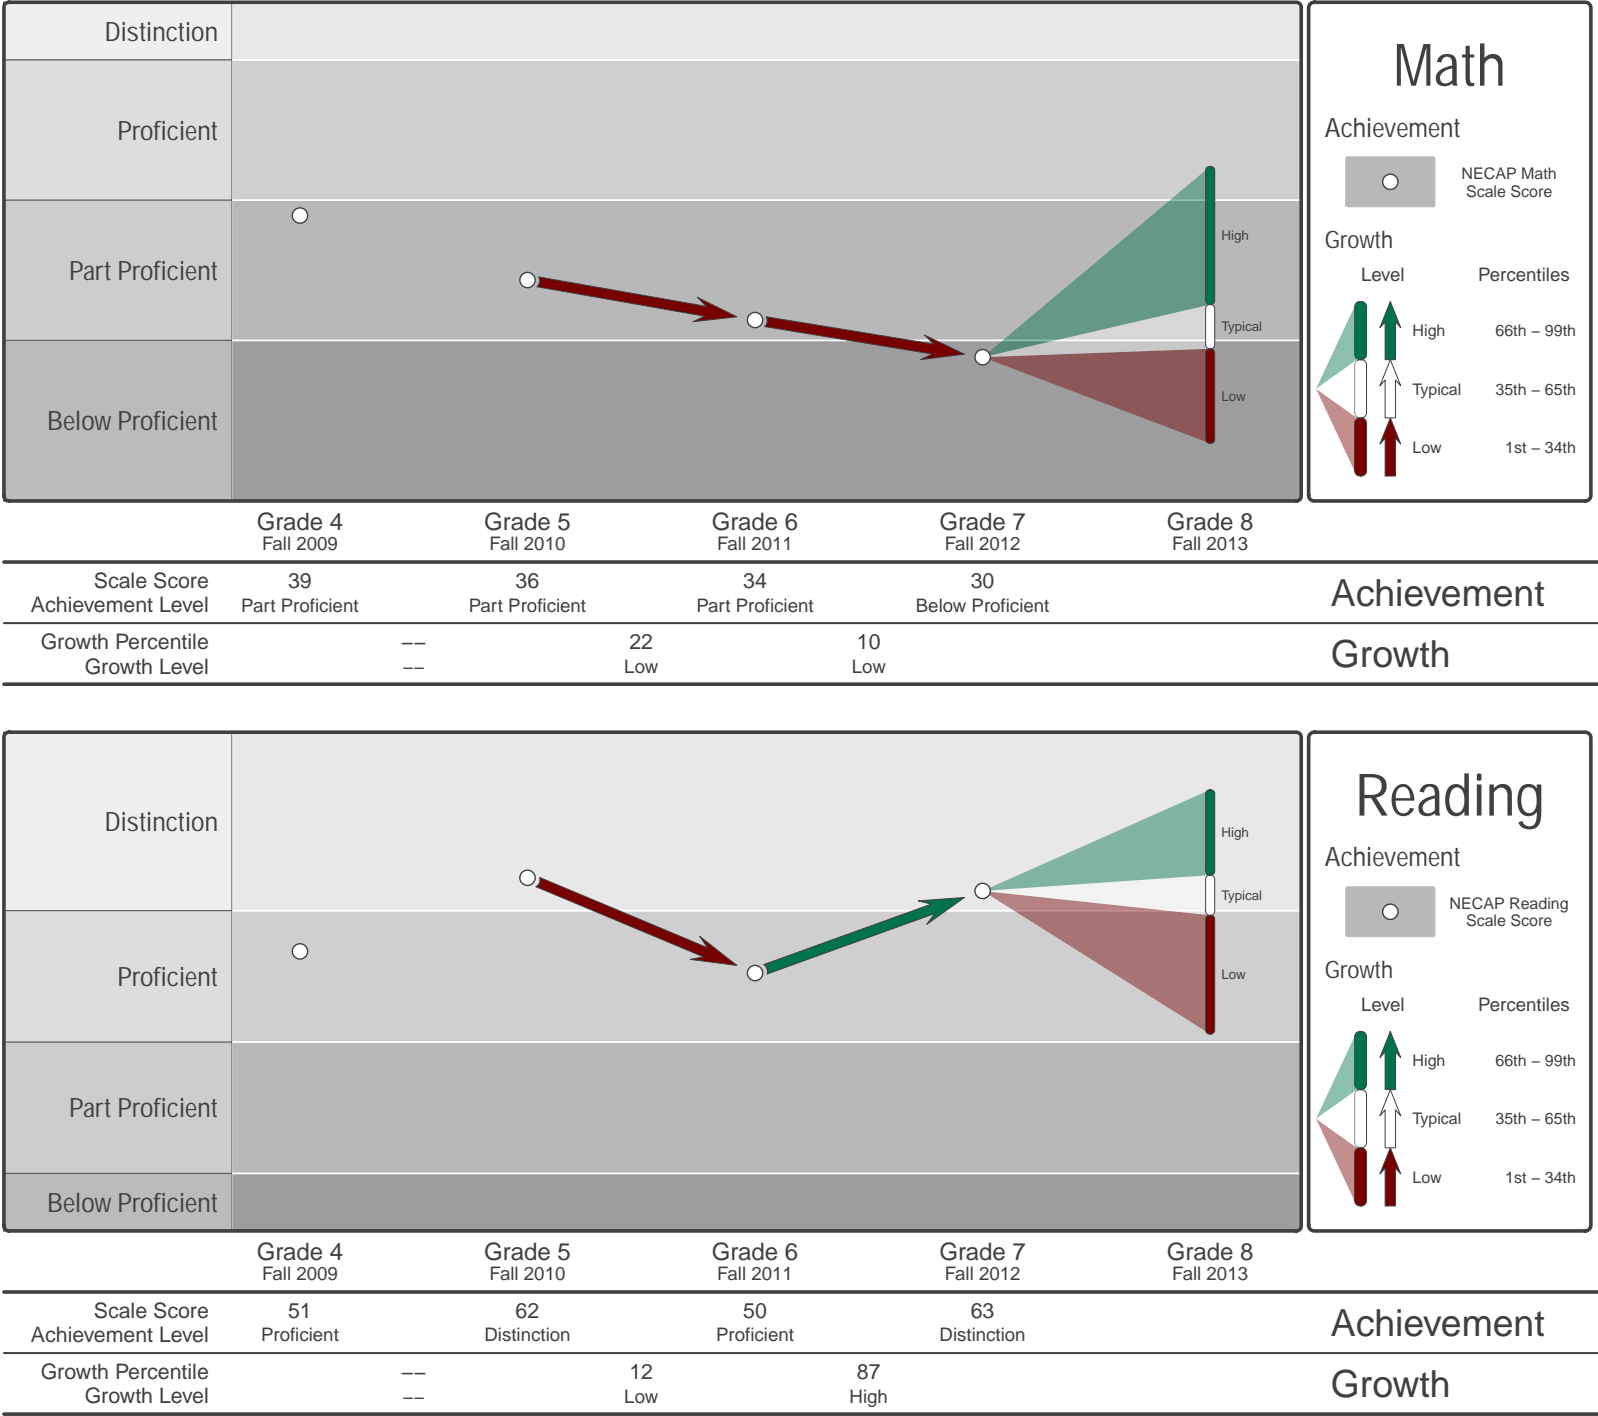 Distinction
Proficient
Part Proficient
Below Proficient
High
Typical
Low
Math
Achievement
NECAP Math
Scale Score
Growth
Level Percentiles
High 66th – 99th
Typical 35th – 65th
Low 1st – 34th
Grade 4 Grade 5 Grade 6 Grade 7 Grade 8
Fall 2009 Fall 2010 Fall 2011 Fall 2012 Fall 2013
Scale Score 39 36 34 30
Achievement Level Part Proficient Part Proficient Part Proficient Below Proficient
Achievement
Growth Percentile –– 22 10
Growth Level –– Low Low
Growth
Distinction
Proficient
Part Proficient
Below Proficient
High
Typical
Low
Reading
Achievement
NECAP Reading
Scale Score
Growth
Level Percentiles
High 66th – 99th
Typical 35th – 65th
Low 1st – 34th
Grade 4 Grade 5 Grade 6 Grade 7 Grade 8
Fall 2009 Fall 2010 Fall 2011 Fall 2012 Fall 2013
Scale Score 51 62 50 63
Achievement Level Proficient Distinction Proficient Distinction
Achievement
Growth Percentile –– 12 87
Growth Level –– Low High
Growth